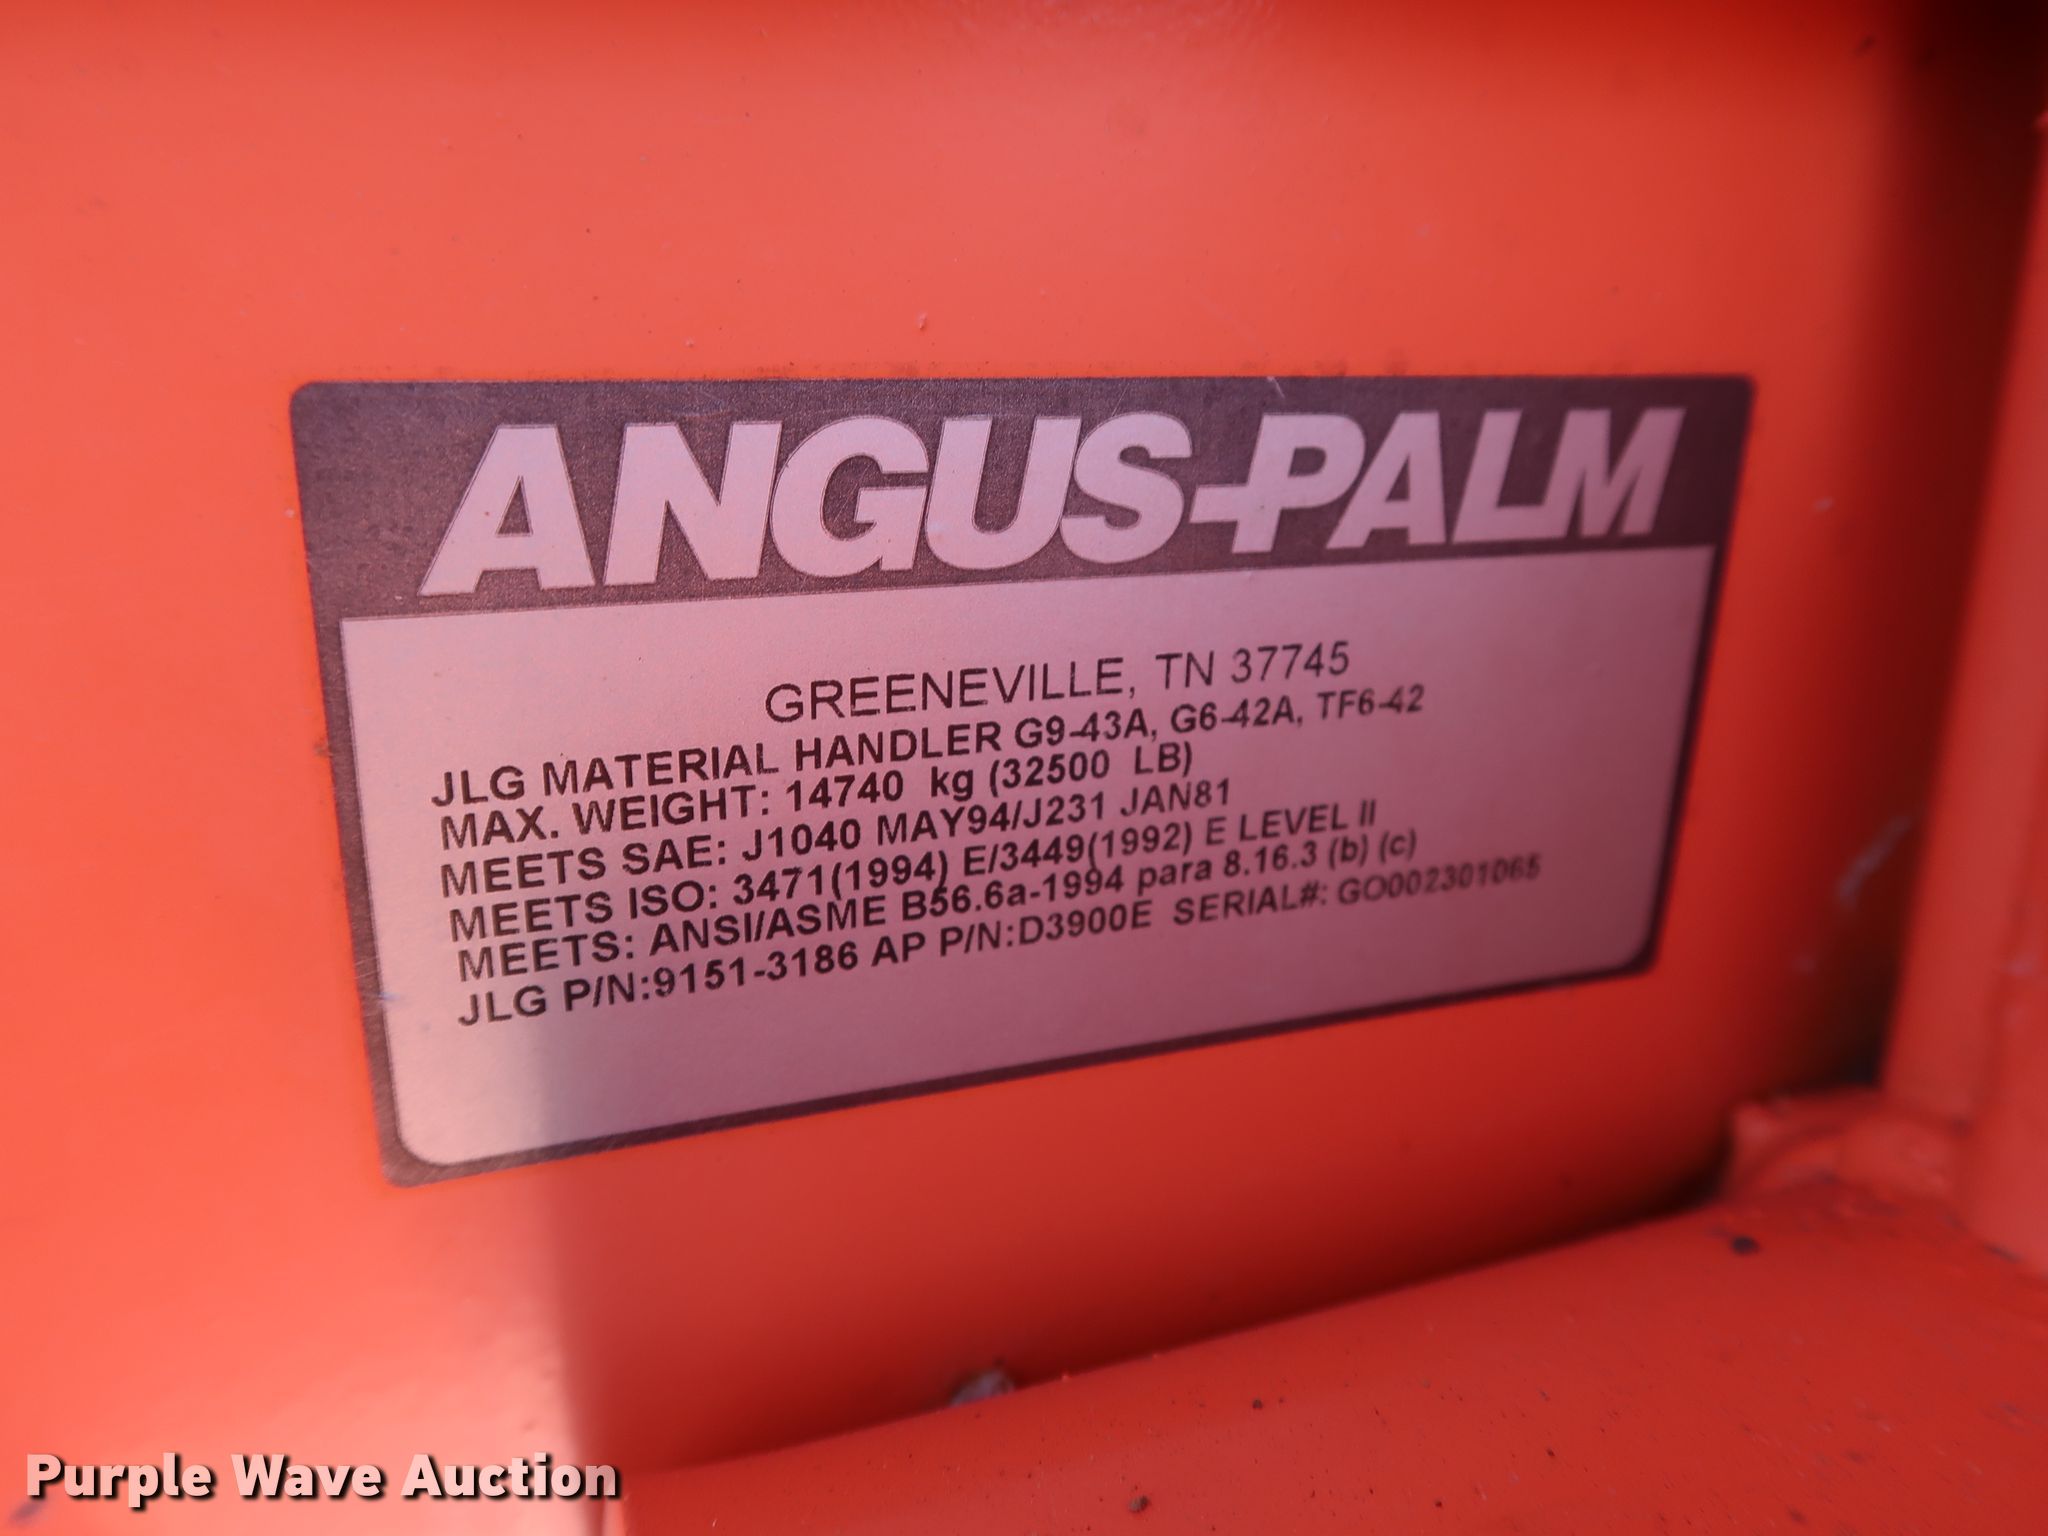 ANGUS-PALM
GREENEVILLE, TN 37745
JLG MATERIAL HANDLER G9-43A, G6-42A, TF6-42
MAX. WEIGHT: 14740 kg (32500 LB)
MEETS SAE: J1040 MAY94/J231 JAN81
MEETS ISO: 3471(1994) E/3449(1992) E LEVEL II
MEETS: ANSI/ASME B56.6a-1994 para 8.16.3 (b) (c)
JLG P/N:9151-3186 AP P/N:D3900E SERIAL#: GO002301065
Purple Wave Auction